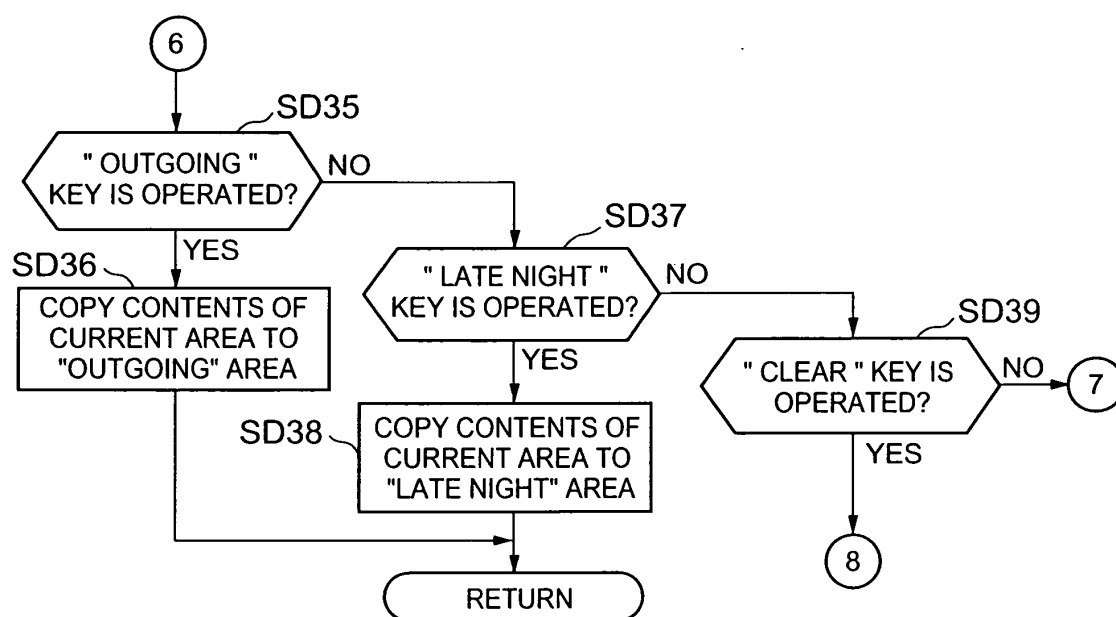 6
SD35
" OUTGOING "
KEY IS OPERATED?
NO
YES
SD36
COPY CONTENTS OF
CURRENT AREA TO
"OUTGOING" AREA
SD37
" LATE NIGHT "
KEY IS OPERATED?
NO
YES
SD38
COPY CONTENTS OF
CURRENT AREA TO
"LATE NIGHT" AREA
SD39
" CLEAR " KEY IS
OPERATED?
NO
7
YES
8
RETURN